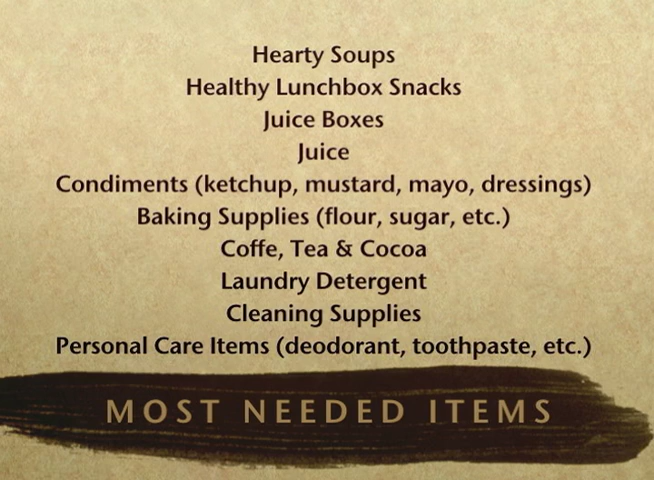 Hearty Soups
Healthy Lunchbox Snacks
Juice Boxes
Juice
Condiments (ketchup, mustard, mayo, dressings)
Baking Supplies (flour, sugar, etc.)
Coffe, Tea & Cocoa
Laundry Detergent
Cleaning Supplies
Personal Care Items (deodorant, toothpaste, etc.)
MOST NEEDED ITEMS